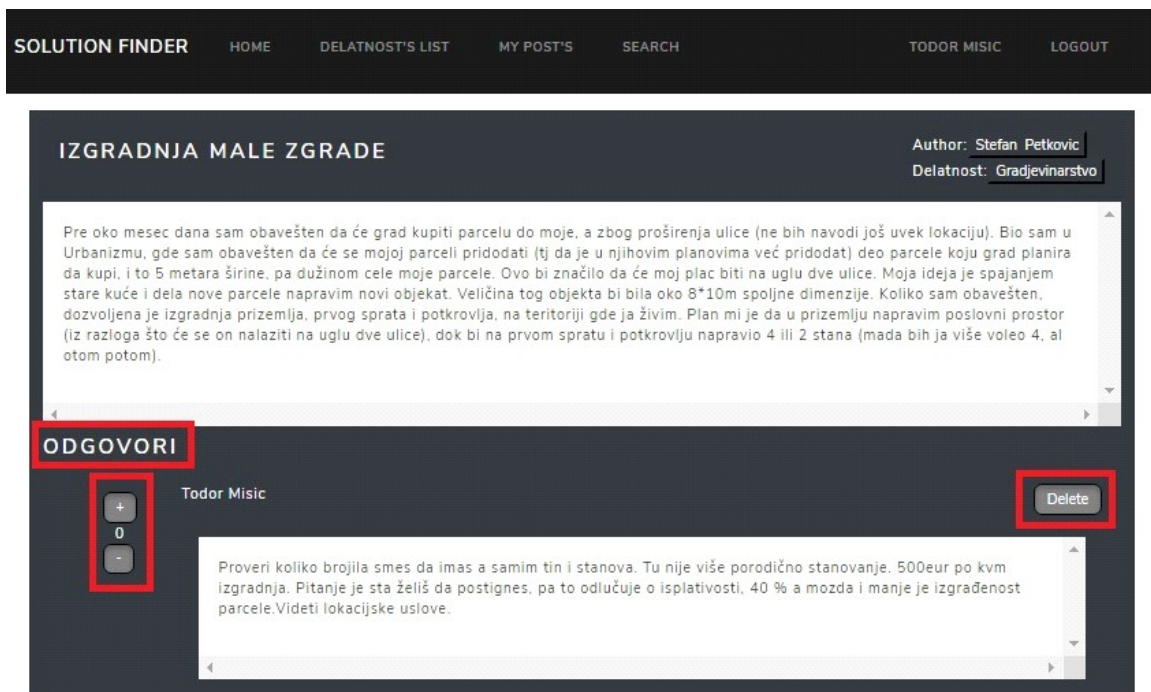 SOLUTION FINDER HOME DELATNOST'S LIST MY POST'S SEARCH TODOR MISIC LOGOUT
IZGRADNJA MALE ZGRADE
Author: Stefan Petkovic
Delatnost: Gradjevinarstvo
Pre oko mesec dana sam obavešten da će grad kupiti parcelu do moje, a zbog proširenja ulice (ne bih navodi još uvek lokaciju). Bio sam u
Urbanizmu, gde sam obavešten da će se mojoj parceli pridodati (tj da je u njihovim planovima već pridodat) deo parcele koju grad planira
da kupi, i to 5 metara širine, pa dužinom cele moje parcele. Ovo bi značilo da će moj plac biti na uglu dve ulice. Moja ideja je spajanjem
stare kuće i dela nove parcele napravim novi objekat. Veličina tog objekta bi bila oko 8*10m spoljne dimenzije. Koliko sam obavešten,
dozvoljena je izgradnja prizemlja, prvog sprata i potkrovlja, na teritoriji gde ja živim. Plan mi je da u prizemlju napravim poslovni prostor
(iz razloga što će se on nalaziti na uglu dve ulice), dok bi na prvom spratu i potkrovlju napravio 4 ili 2 stana (mada bih ja više voleo 4, al
otom potom).
ODGOVORI
+
0
-
Todor Misic
Delete
Proveri koliko brojila smes da imas a samim tin i stanova. Tu nije više porodično stanovanje. 500eur po kvm
izgradnja. Pitanje je sta želiš da postignes, pa to odlučuje o isplativosti, 40 % a mozda i manje je izgrađenost
parcele.Videti lokacijske uslove.